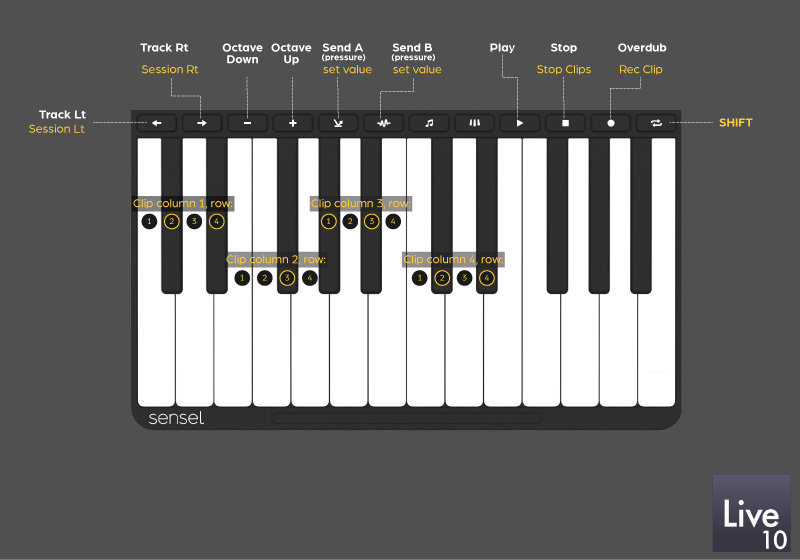 Track Rt
Session Rt
Octave
Down
Octave
Up
Send A
(pressure)
set value
Send B
(pressure)
set value
Play
Stop
Stop Clips
Overdub
Rec Clip
Track Lt
Session Lt
SHIFT
Clip column 1, row:
1 2 3 4
Clip column 3, row:
1 2 3 4
Clip column 2, row:
1 2 3 4
Clip column 4, row:
1 2 3 4
sensel
Live
10